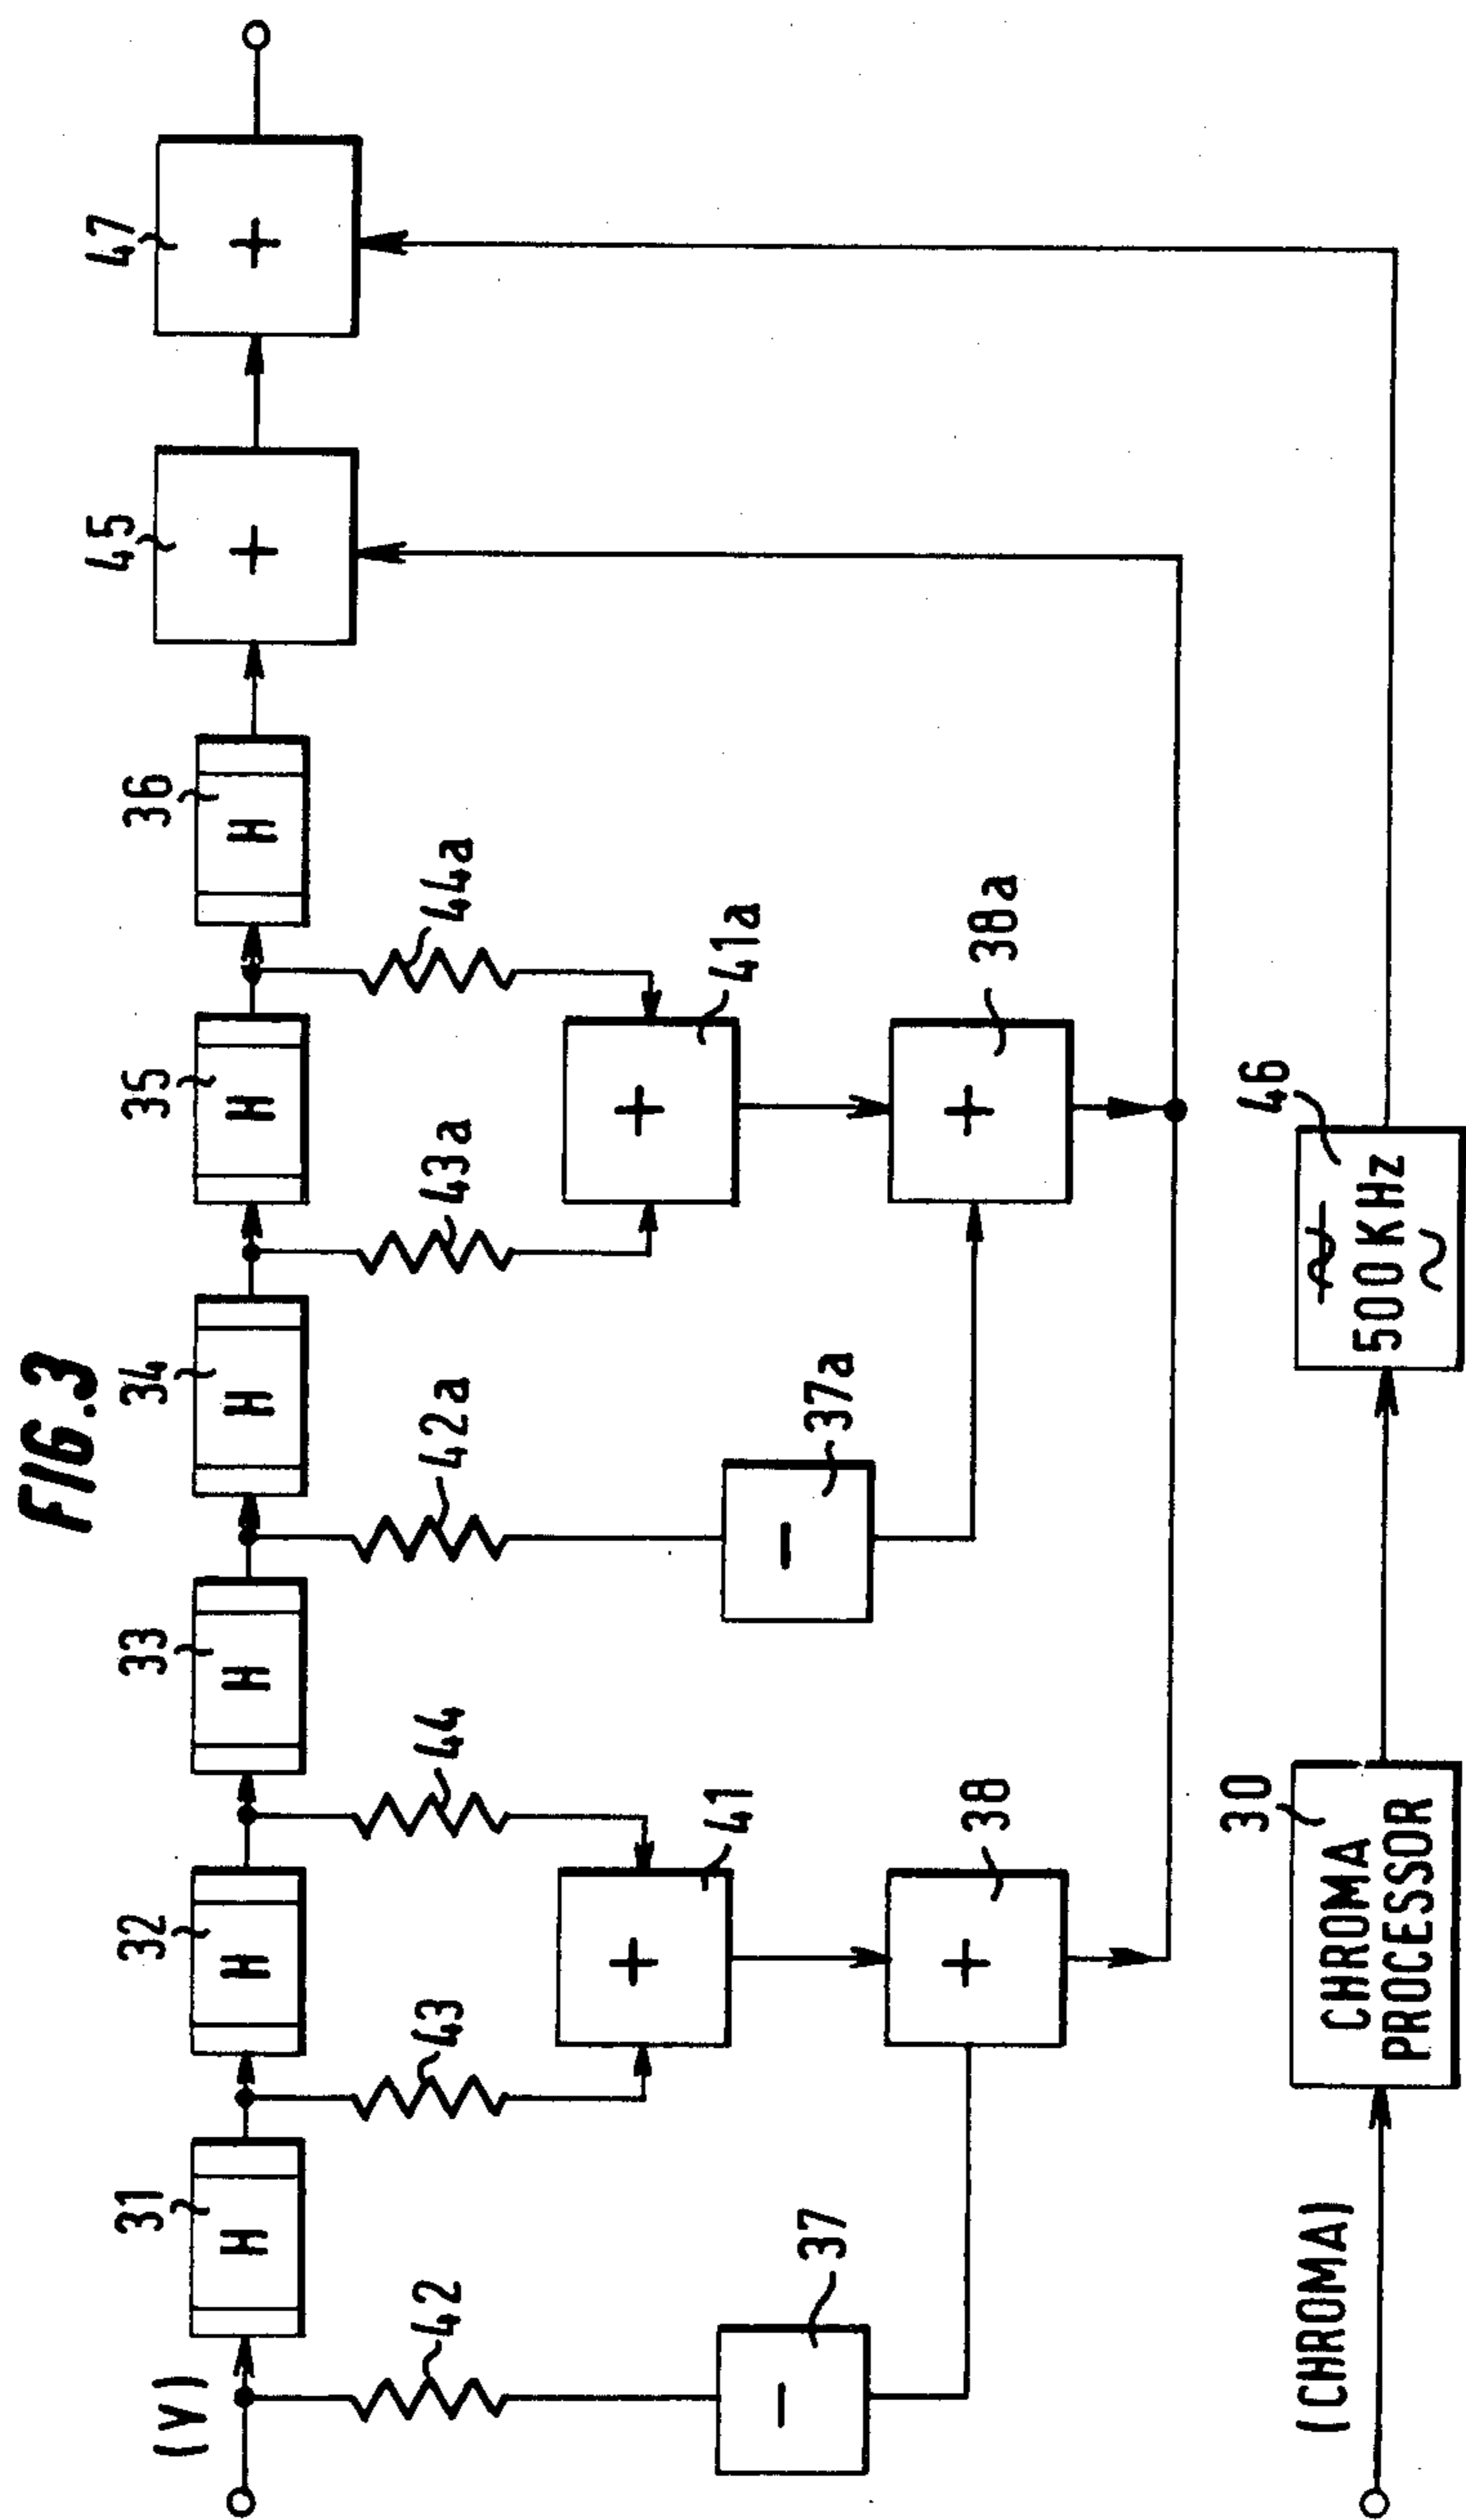 FIG.3
(Y)
31
32
33
34
35
36
45
47
H
H
H
H
H
H
+
+
42
43
44
42a
43a
44a
41
41a
+
+
37
37a
-
-
38
38a
+
+
30
46
(CHROMA)
CHROMA
PROCESSOR
500KHz